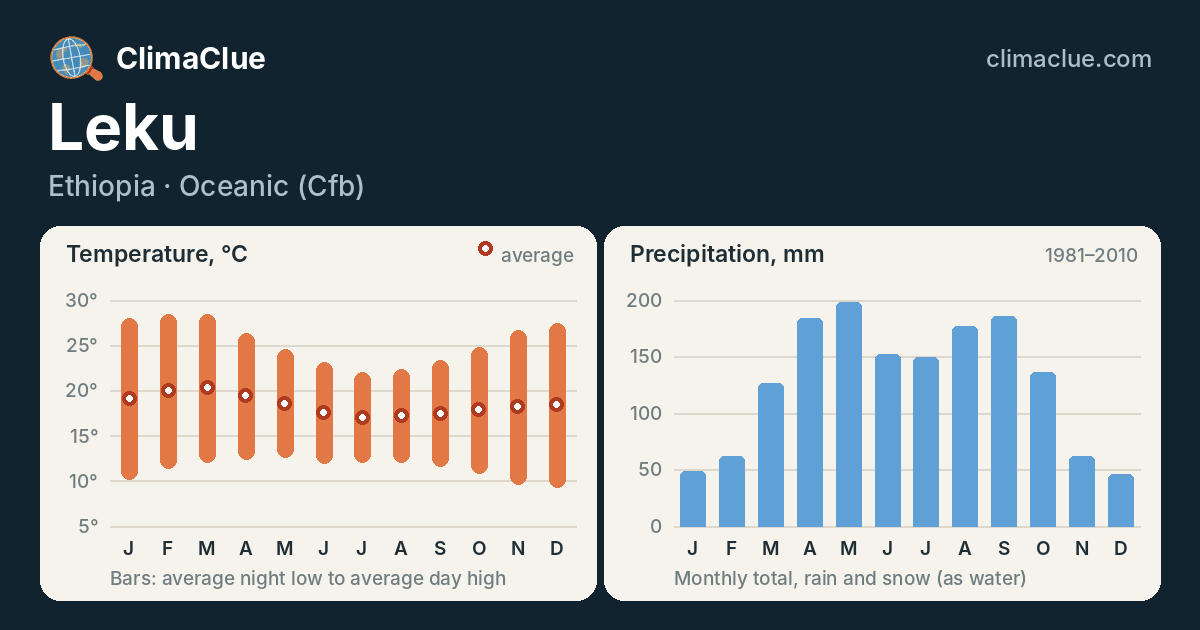 ClimaClue
climaclue.com
Leku
Ethiopia · Oceanic (Cfb)
Temperature, °C
average
30°
25°
20°
15°
10°
5°
J F M A M J J A S O N D
Bars: average night low to average day high
Precipitation, mm
1981–2010
200
150
100
50
0
J F M A M J J A S O N D
Monthly total, rain and snow (as water)